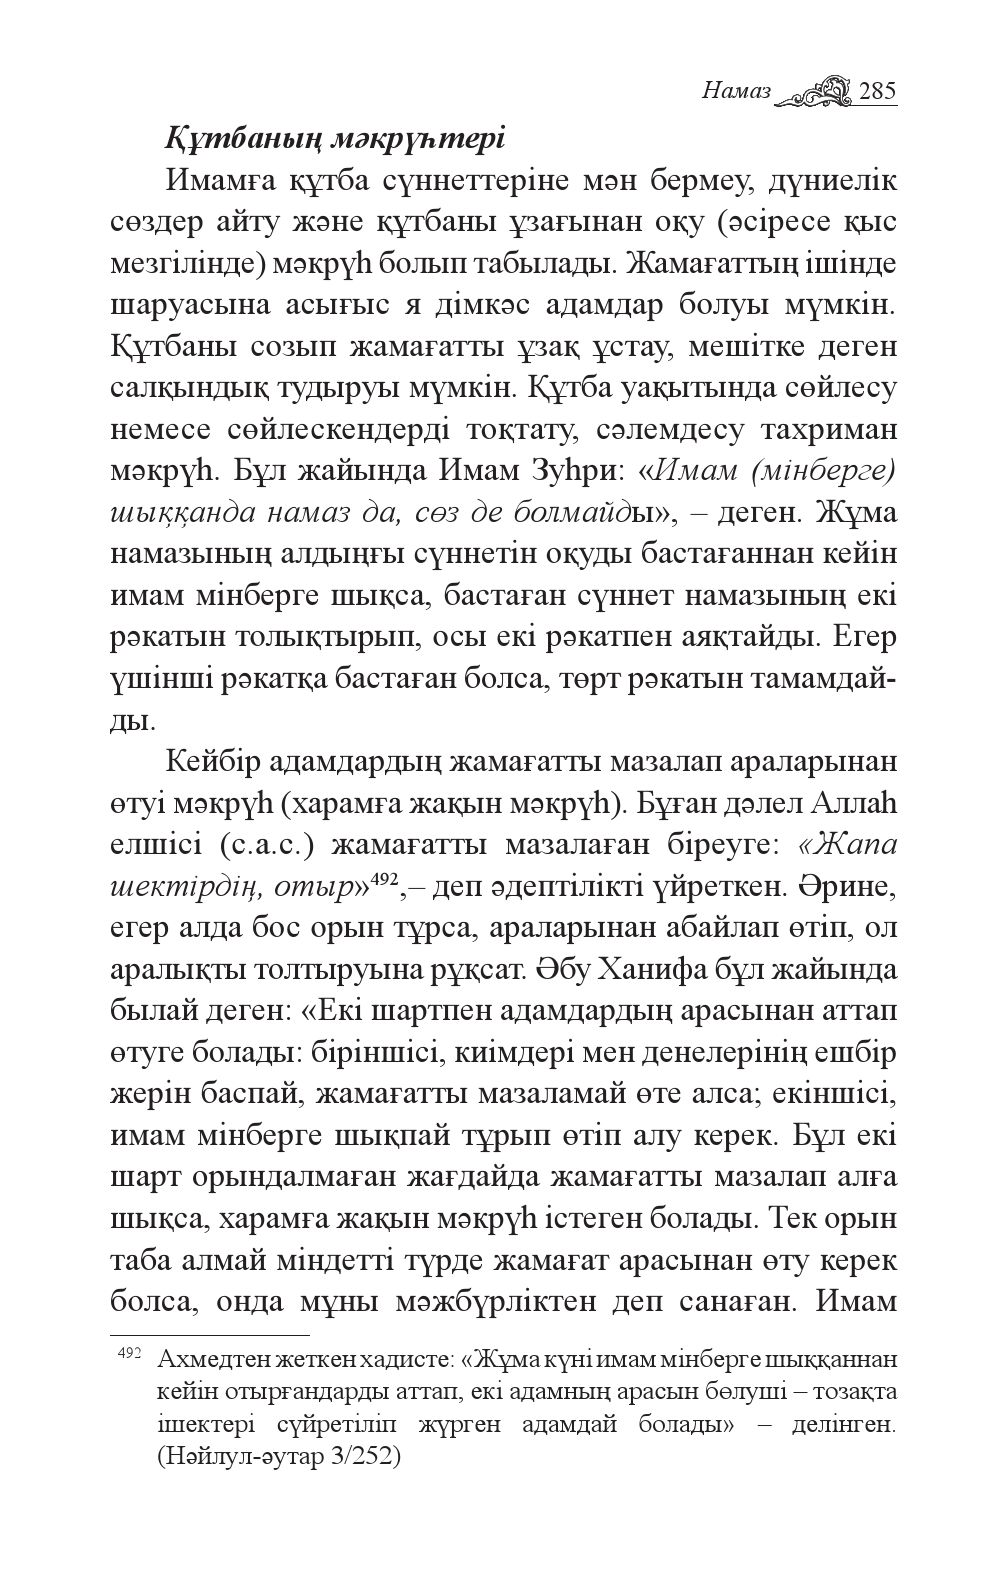 Намаз 285
Құтбаның мәкрүһтері
Имамға құтба сүннеттеріне мән бермеу, дүниелік
сөздер айту және құтбаны ұзағынан оқу (әсіресе қыс
мезгілінде) мәкрүһ болып табылады. Жамағаттың ішінде
шаруасына асығыс я дімкәс адамдар болуы мүмкін.
Құтбаны созып жамағатты ұзақ ұстау, мешітке деген
салқындық тудыруы мүмкін. Құтба уақытында сөйлесу
немесе сөйлескендерді тоқтату, сәлемдесу тахриман
мәкрүһ. Бұл жайында Имам Зуһри: «Имам (мінберге)
шыққанда намаз да, сөз де болмайды», – деген. Жұма
намазының алдыңғы сүннетін оқуды бастағаннан кейін
имам мінберге шықса, бастаған сүннет намазының екі
рәкатын толықтырып, осы екі рәкатпен аяқтайды. Егер
үшінші рәкатқа бастаған болса, төрт рәкатын тамамдай-
ды.
Кейбір адамдардың жамағатты мазалап араларынан
өтуі мәкрүһ (харамға жақын мәкрүһ). Бұған дәлел Аллаһ
елшісі (с.а.с.) жамағатты мазалаған біреуге: «Жапа
шектірдің, отыр»⁴⁹²,– деп әдептілікті үйреткен. Әрине,
егер алда бос орын тұрса, араларынан абайлап өтіп, ол
аралықты толтыруына рұқсат. Әбу Ханифа бұл жайында
былай деген: «Екі шартпен адамдардың арасынан аттап
өтуге болады: біріншісі, киімдері мен денелерінің ешбір
жерін баспай, жамағатты мазаламай өте алса; екіншісі,
имам мінберге шықпай тұрып өтіп алу керек. Бұл екі
шарт орындалмаған жағдайда жамағатты мазалап алға
шықса, харамға жақын мәкрүһ істеген болады. Тек орын
таба алмай міндетті түрде жамағат арасынан өту керек
болса, онда мұны мәжбүрліктен деп санаған. Имам
⁴⁹² Ахмедтен жеткен хадисте: «Жұма күні имам мінберге шыққаннан
кейін отырғандарды аттап, екі адамның арасын бөлуші – тозақта
ішектері сүйретіліп жүрген адамдай болады» – делінген.
(Нәйлул-әутар 3/252)